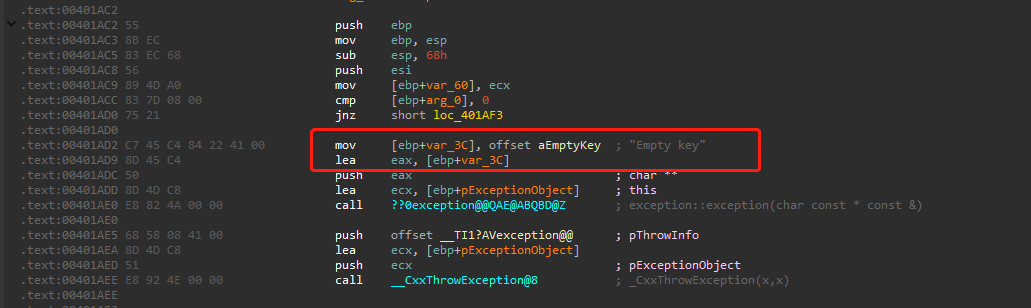 .text:00401AC2
.text:00401AC2 55 push ebp
.text:00401AC3 8B EC mov ebp, esp
.text:00401AC5 83 EC 68 sub esp, 68h
.text:00401AC8 56 push esi
.text:00401AC9 89 4D A0 mov [ebp+var_60], ecx
.text:00401ACC 83 7D 08 00 cmp [ebp+arg_0], 0
.text:00401AD0 75 21 jnz short loc_401AF3
.text:00401AD0
.text:00401AD2 C7 45 C4 84 22 41 00 mov [ebp+var_3C], offset aEmptyKey ; "Empty key"
.text:00401AD9 8D 45 C4 lea eax, [ebp+var_3C]
.text:00401ADC 50 push eax ; char **
.text:00401ADD 8D 4D C8 lea ecx, [ebp+pExceptionObject] ; this
.text:00401AE0 E8 82 4A 00 00 call ??0exception@@QAE@ABQBD@Z ; exception::exception(char const * const &)
.text:00401AE0
.text:00401AE5 68 58 08 41 00 push offset __TI1?AVexception@@ ; pThrowInfo
.text:00401AEA 8D 4D C8 lea ecx, [ebp+pExceptionObject]
.text:00401AED 51 push ecx ; pExceptionObject
.text:00401AEE E8 92 4E 00 00 call __CxxThrowException@8 ; _CxxThrowException(x,x)
.text:00401AEE